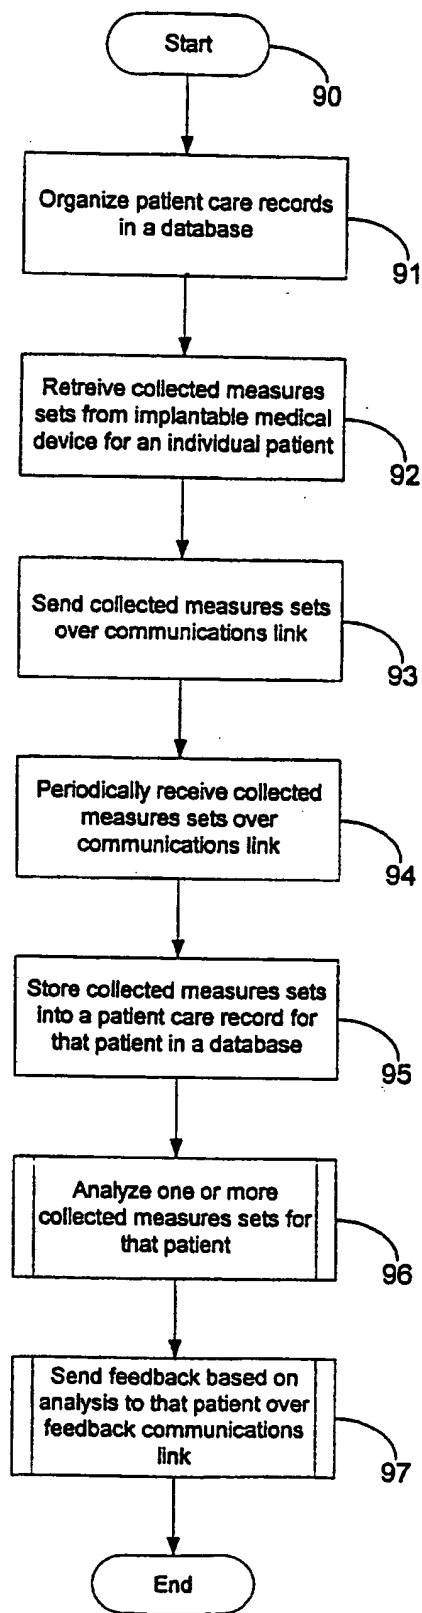 Start
90
Organize patient care records
in a database
91
Retreive collected measures
sets from implantable medical
device for an individual patient
92
Send collected measures sets
over communications link
93
Periodically receive collected
measures sets over
communications link
94
Store collected measures sets
into a patient care record for
that patient in a database
95
Analyze one or more
collected measures sets for
that patient
96
Send feedback based on
analysis to that patient over
feedback communications
link
97
End